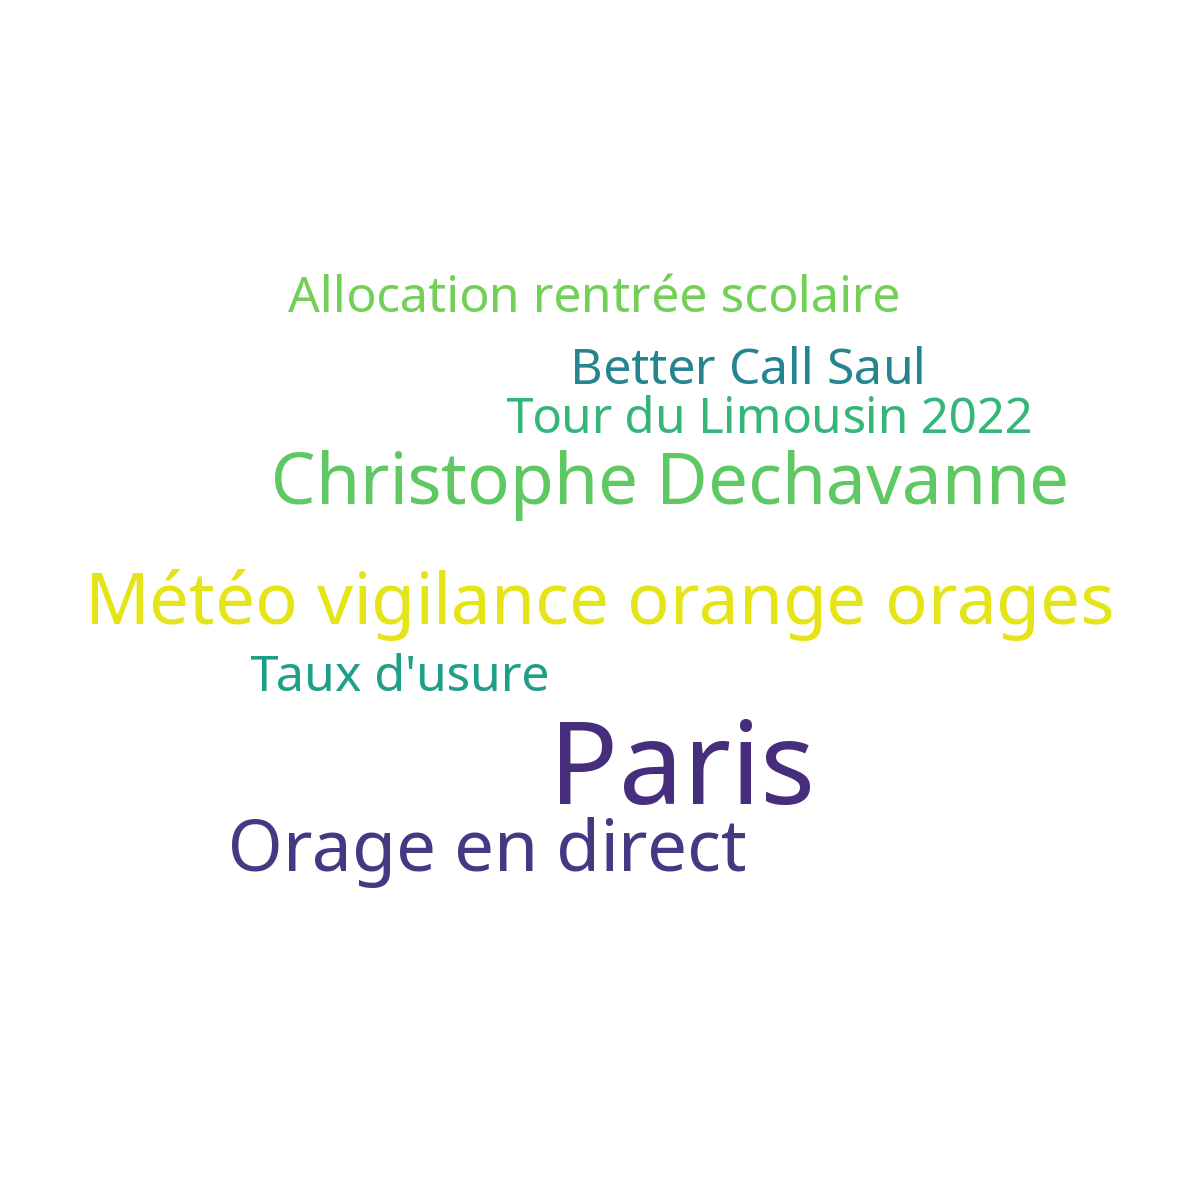 Allocation rentrée scolaire
Better Call Saul
Tour du Limousin 2022
Christophe Dechavanne
Météo vigilance orange orages
Taux d'usure
Paris
Orage en direct